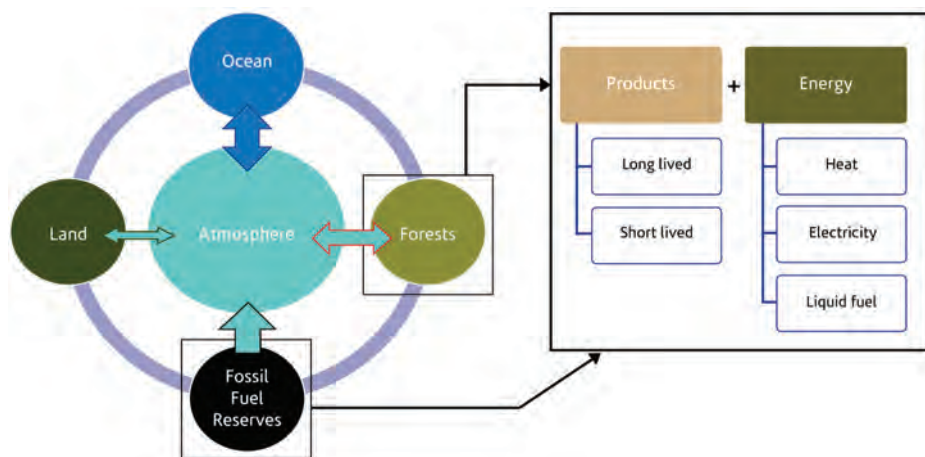 Ocean
Land
Atmosphere
Forests
Fossil
Fuel
Reserves
Products + Energy
Long lived
Short lived
Heat
Electricity
Liquid fuel